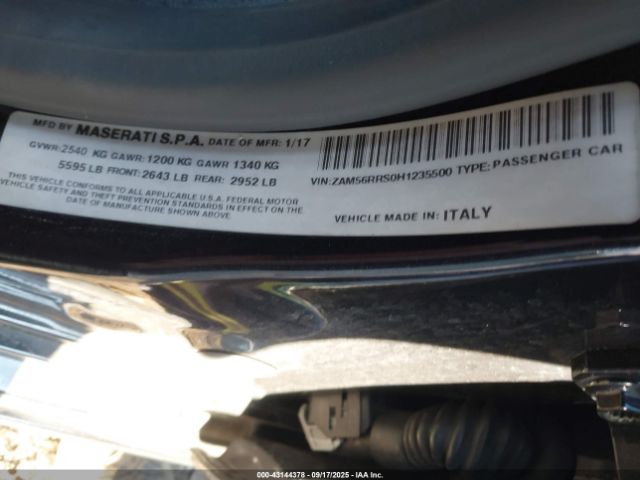 MFD BY MASERATI S.P.A. DATE OF MFR: 1/17
GVWR: 2540 KG GAWR: 1200 KG GAWR 1340 KG
5595 LB FRONT: 2643 LB REAR: 2952 LB
THIS VEHICLE CONFORMS TO ALL APPLICABLE U.S.A. FEDERAL MOTOR
VEHICLE SAFETY AND THEFT PREVENTION STANDARDS IN EFFECT ON THE
DATE OF MANUFACTURE SHOWN ABOVE
VIN: ZAM56RRS0H1235500 TYPE: PASSENGER CAR
VEHICLE MADE IN: ITALY
000-43144378 - 09/17/2025 - IAA Inc.